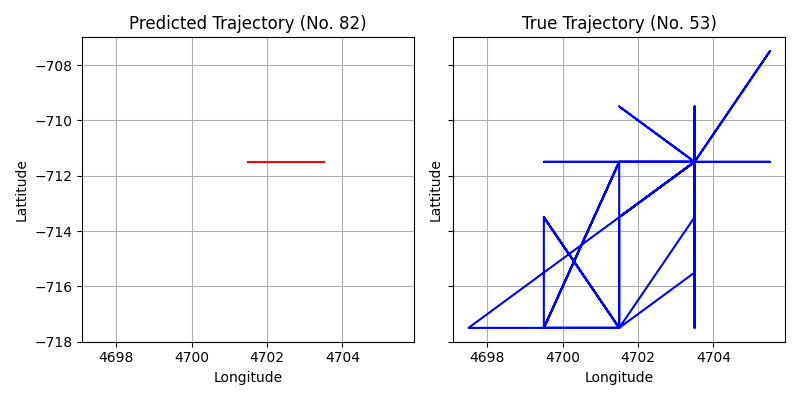 Predicted Trajectory (No. 82)
True Trajectory (No. 53)
−708
−710
−712
−714
−716
−718
Lattitude
Lattitude
4698
4700
4702
4704
4698
4700
4702
4704
Longitude
Longitude